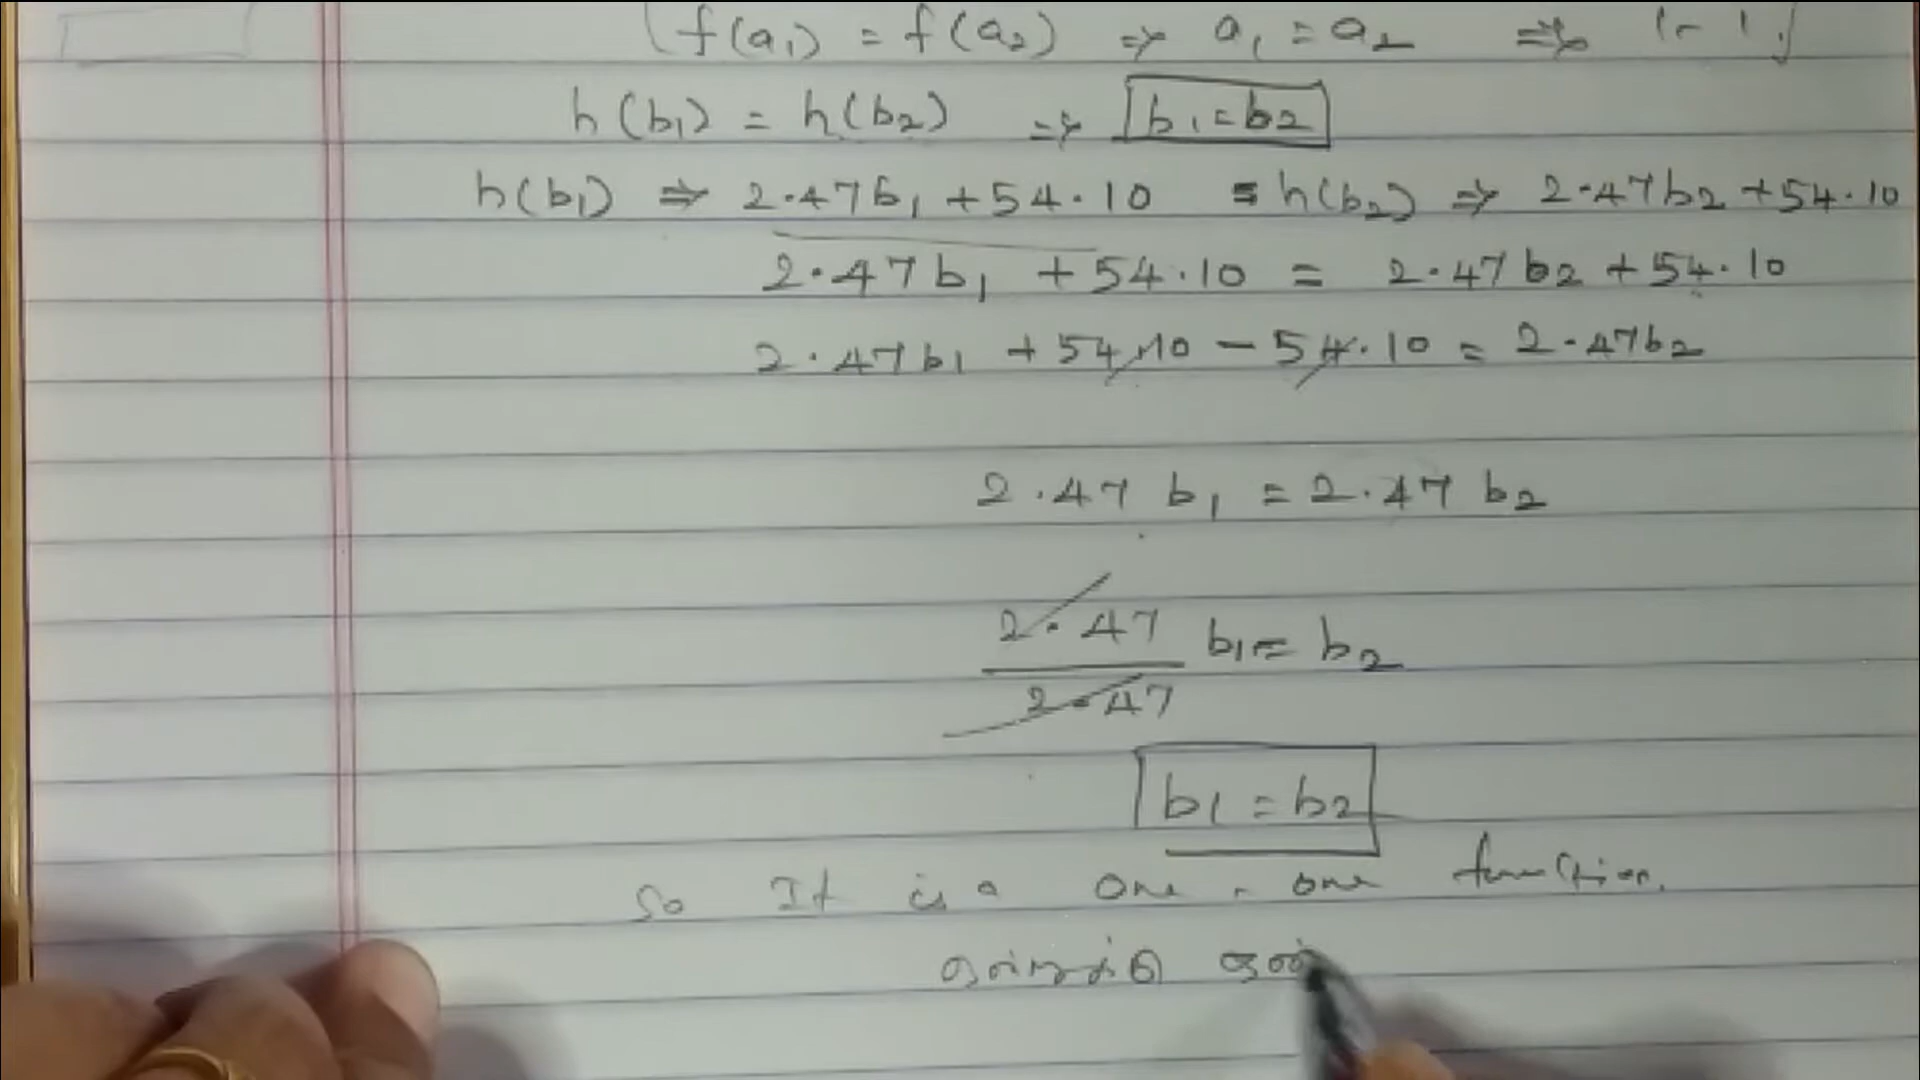 f(a₁) = f(a₂) ⇒ a₁ = a₂ ⇒ 1-1
h(b₁) = h(b₂) ⇒ b₁ = b₂
h(b₁) ⇒ 2.47b₁ + 54.10 = h(b₂) ⇒ 2.47b₂ + 54.10
2.47b₁ + 54.10 = 2.47b₂ + 54.10
2.47b₁ + 54.10 - 54.10 = 2.47b₂
2.47 b₁ = 2.47 b₂
2.47/2.47 b₁ = b₂
b₁ = b₂
So It is a one - one function.
ஒன்றுக்கு